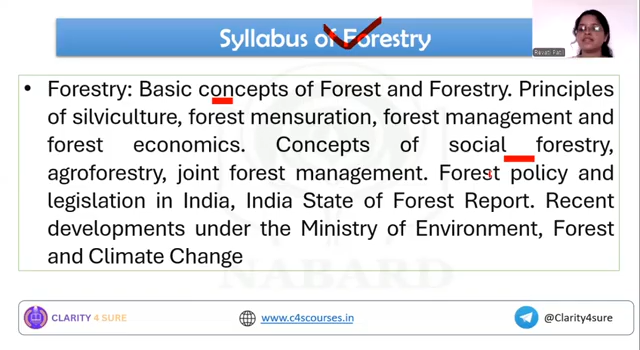 Syllabus of Forestry
Revati Patil
• Forestry: Basic concepts of Forest and Forestry. Principles
of silviculture, forest mensuration, forest management and
forest economics. Concepts of social forestry,
agroforestry, joint forest management. Forest policy and
legislation in India, India State of Forest Report. Recent
developments under the Ministry of Environment, Forest
and Climate Change
NABARD
CLARITY 4 SURE
www.c4scourses.in
@Clarity4sure